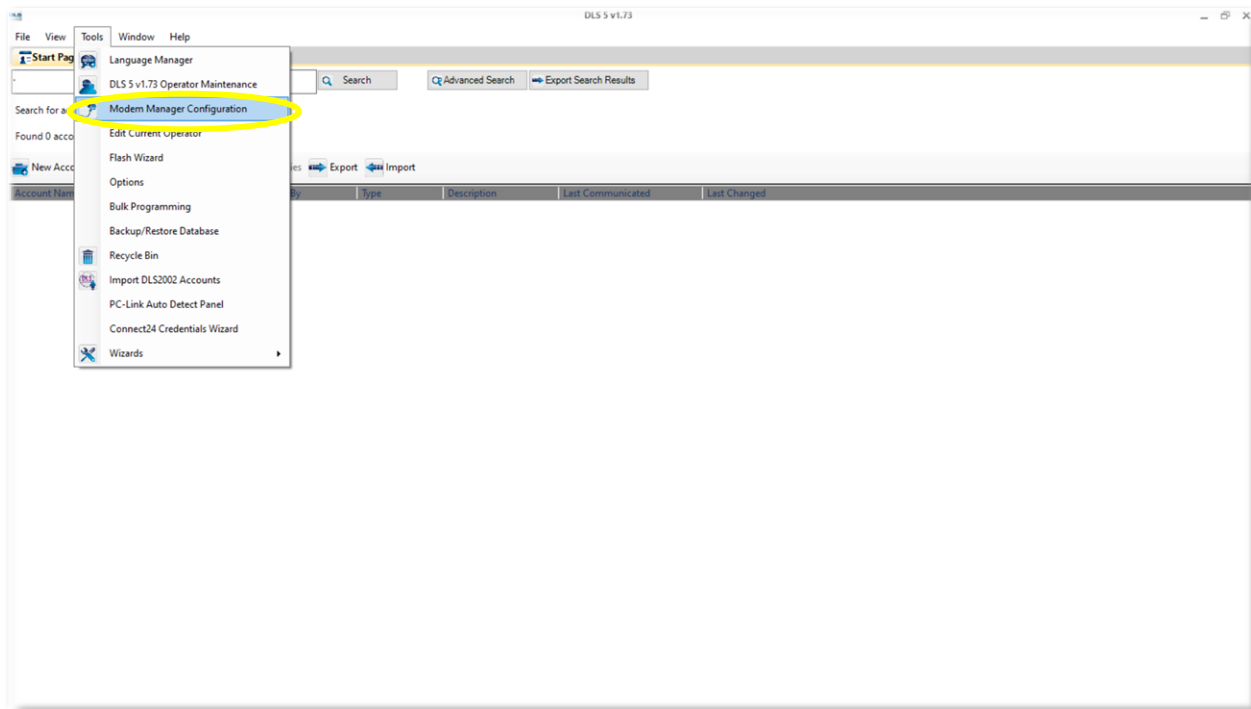 DLS 5 v1.73
File View Tools Window Help
Start Pag
Language Manager
Search Advanced Search Export Search Results
DLS 5 v1.73 Operator Maintenance
Search for a
Modem Manager Configuration
Found 0 acco
Edit Current Operator
Flash Wizard
New Acco ies Export Import
Options
Account Nam By Type Description Last Communicated Last Changed
Bulk Programming
Backup/Restore Database
Recycle Bin
Import DLS2002 Accounts
PC-Link Auto Detect Panel
Connect24 Credentials Wizard
Wizards